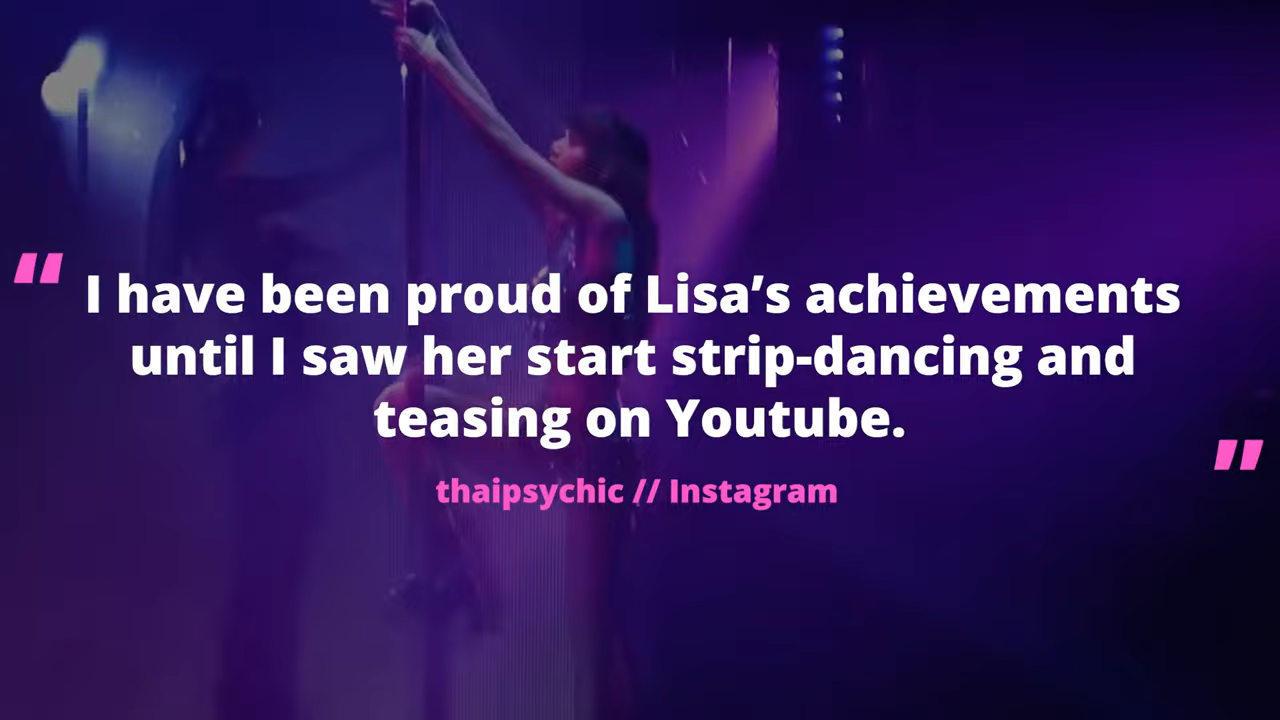 "
I have been proud of Lisa’s achievements
until I saw her start strip-dancing and
teasing on Youtube.
"
thaipsychic // Instagram